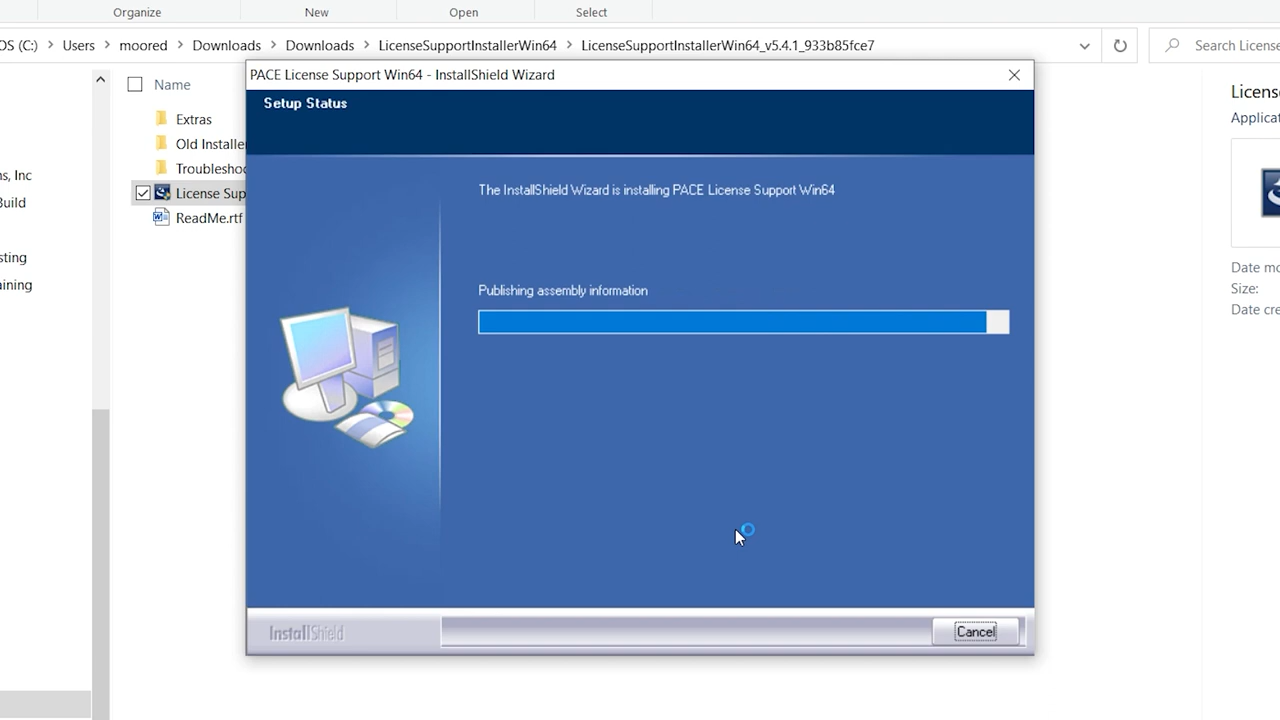 Organize New Open Select
OS (C:) > Users > moored > Downloads > Downloads > LicenseSupportInstallerWin64 > LicenseSupportInstallerWin64_v5.4.1_933b85fce7
Search License
PACE License Support Win64 - InstallShield Wizard
Setup Status
Name
Extras
Old Installe
Troubleshoo
License Sup
ReadMe.rtf
s, Inc
Build
sting
aining
The InstallShield Wizard is installing PACE License Support Win64
Publishing assembly information
InstallShield
Cancel
Licens
Applicat
Date mo
Size:
Date cre